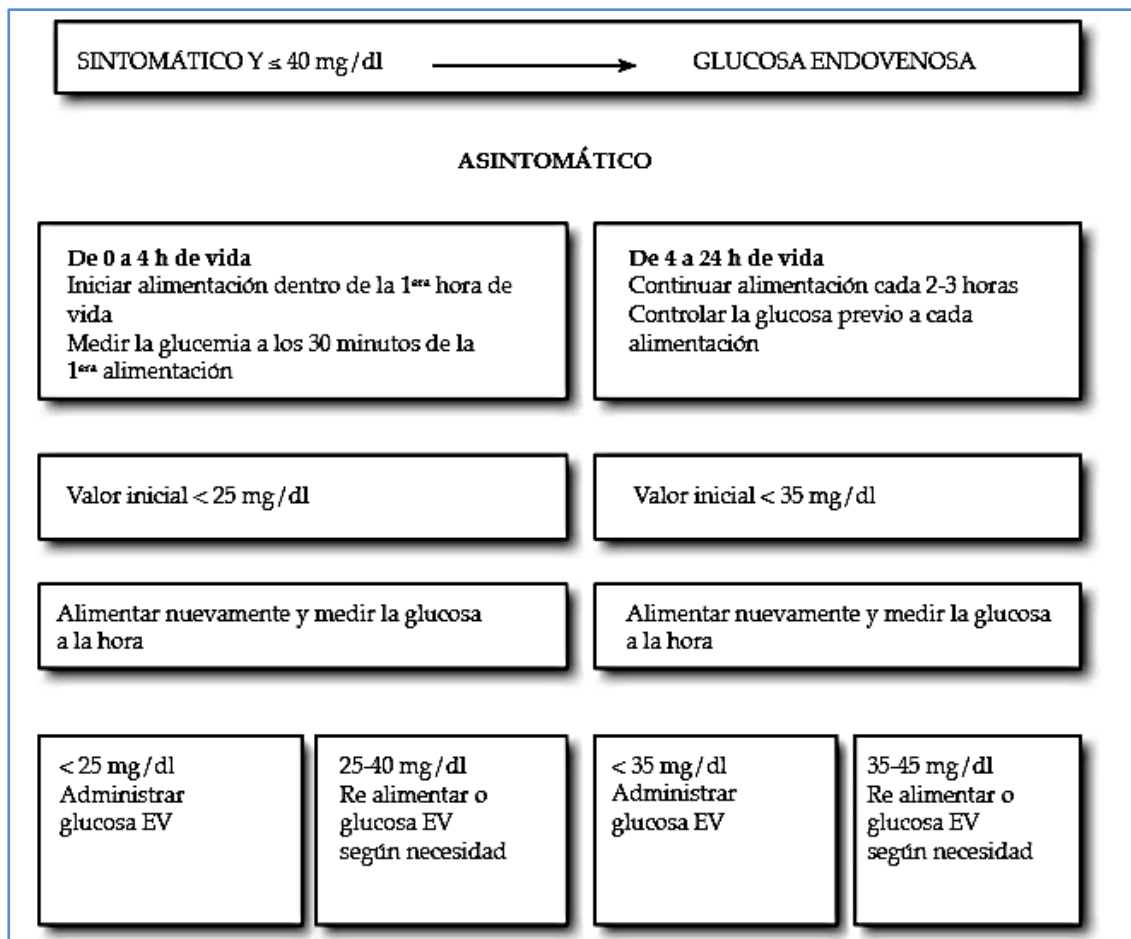 SINTOMÁTICO Y ≤ 40 mg/dl GLUCOSA ENDOVENOSA
ASINTOMÁTICO
De 0 a 4 h de vida
Iniciar alimentación dentro de la 1era hora de
vida
Medir la glucemia a los 30 minutos de la
1era alimentación
De 4 a 24 h de vida
Continuar alimentación cada 2-3 horas
Controlar la glucosa previo a cada
alimentación
Valor inicial < 25 mg/dl
Valor inicial < 35 mg/dl
Alimentar nuevamente y medir la glucosa
a la hora
Alimentar nuevamente y medir la glucosa
a la hora
< 25 mg/dl
Administrar
glucosa EV
25-40 mg/dl
Re alimentar o
glucosa EV
según necesidad
< 35 mg/dl
Administrar
glucosa EV
35-45 mg/dl
Re alimentar o
glucosa EV
según necesidad